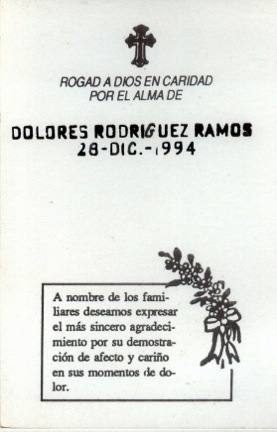 ROGAD A DIOS EN CARIDAD
POR EL ALMA DE
DOLORES RODRIGUEZ RAMOS
28-DIC.-1994
A nombre de los fami-
liares deseamos expresar
el más sincero agradeci-
miento por su demostra-
ción de afecto y cariño
en sus momentos de do-
lor.